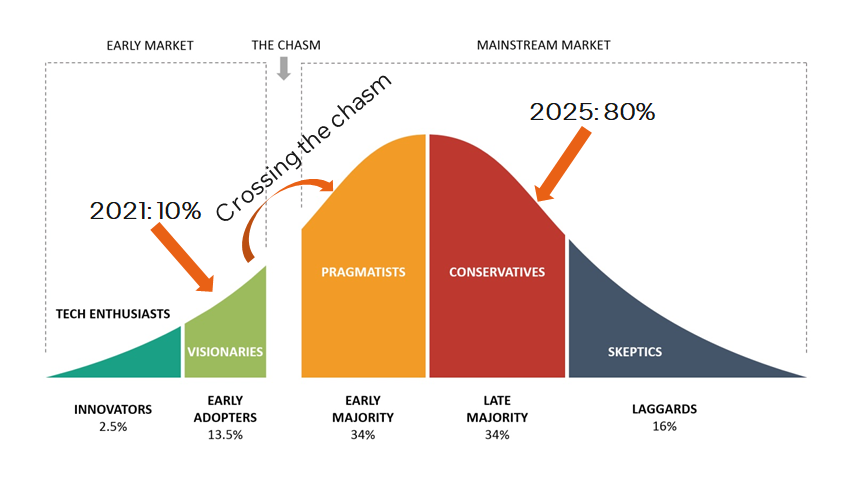 EARLY MARKET
THE CHASM
MAINSTREAM MARKET
Crossing the chasm
2025: 80%
2021: 10%
PRAGMATISTS
CONSERVATIVES
TECH ENTHUSIASTS
VISIONARIES
SKEPTICS
INNOVATORS
2.5%
EARLY
ADOPTERS
13.5%
EARLY
MAJORITY
34%
LATE
MAJORITY
34%
LAGGARDS
16%